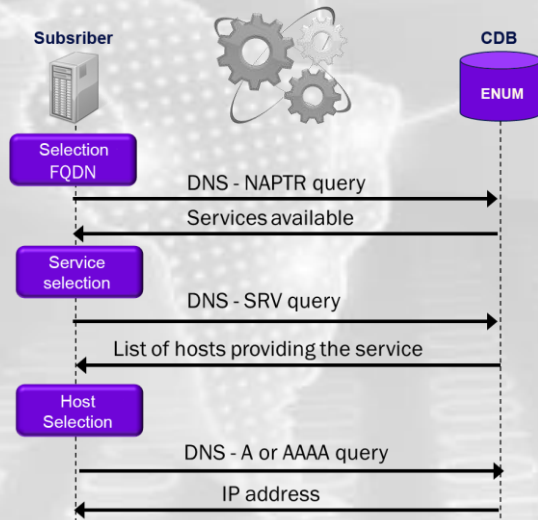 Subsriber
CDB
ENUM
Selection
FQDN
DNS - NAPTR query
Services available
Service
selection
DNS - SRV query
List of hosts providing the service
Host
Selection
DNS - A or AAAA query
IP address